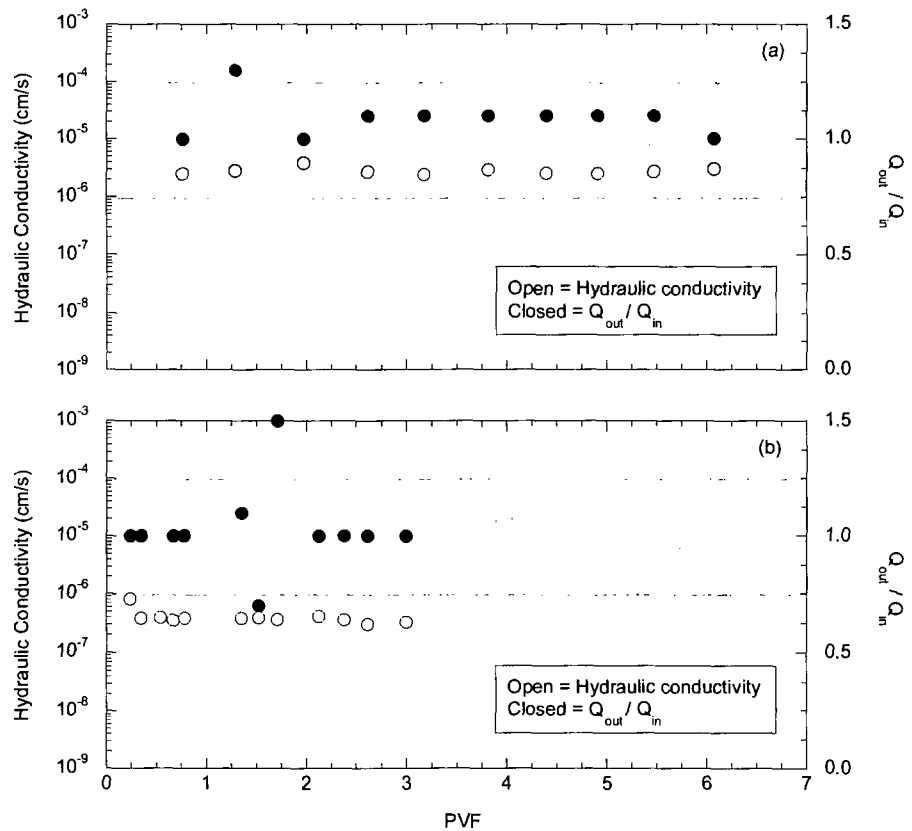 10^-3
10^-4
10^-5
10^-6
10^-7
10^-8
10^-9
Hydraulic Conductivity (cm/s)
(a)
1.5
1.0
0.5
0.0
Q_out / Q_in
Open = Hydraulic conductivity
Closed = Q_out / Q_in
10^-3
10^-4
10^-5
10^-6
10^-7
10^-8
10^-9
Hydraulic Conductivity (cm/s)
(b)
1.5
1.0
0.5
0.0
Q_out / Q_in
Open = Hydraulic conductivity
Closed = Q_out / Q_in
0 1 2 3 4 5 6 7
PVF